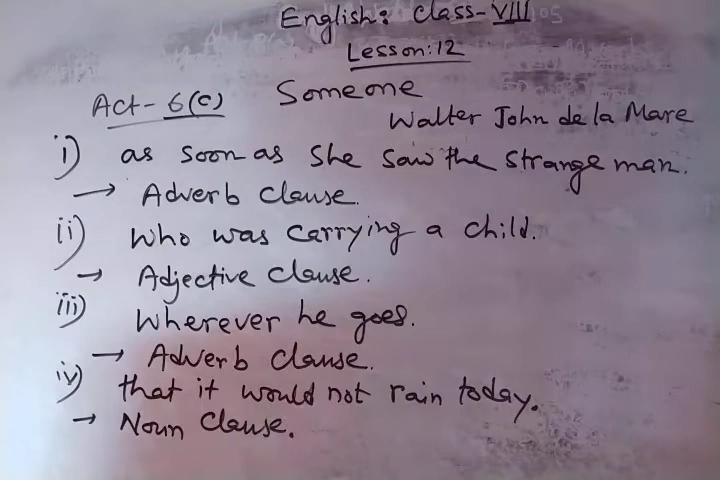 English: Class-VIII
Lesson:12
Act-6(c) Someone
Walter John de la Mare
i) as soon as She saw the strange man.
→ Adverb clause.
ii) who was carrying a child.
→ Adjective clause.
iii) Wherever he goes.
→ Adverb clause.
iv) that it would not rain today.
→ Noun Clause.